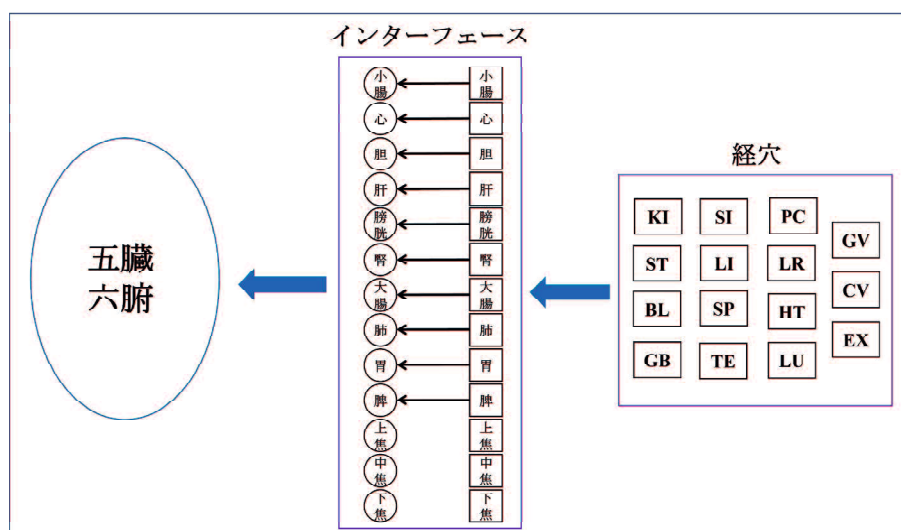 インターフェース
小腸 小腸
心 心
胆 胆
肝 肝
膀胱 膀胱
腎 腎
大腸 大腸
肺 肺
胃 胃
脾 脾
上焦 上焦
中焦 中焦
下焦 下焦
五臓
六腑
経穴
KI SI PC GV
ST LI LR CV
BL SP HT EX
GB TE LU